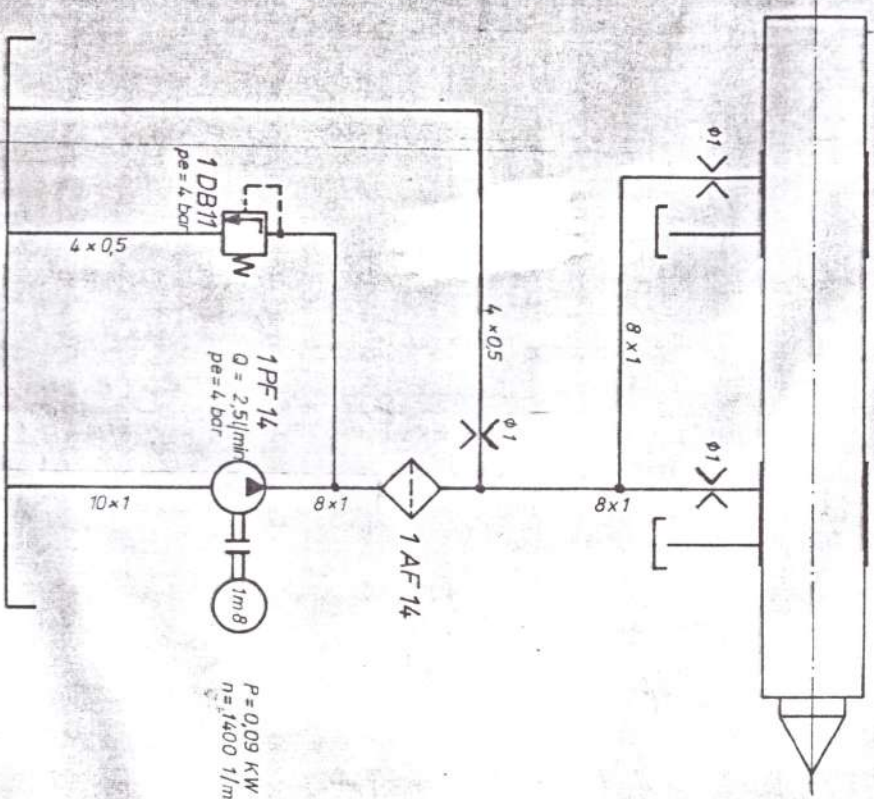 φ1
1 DB11
pe = 4 bar
4 × 0,5
4 × 0,5
8 × 1
1PF 14
Q = 2,5l/min
pe = 4 bar
φ1
φ1
10 × 1
8 × 1
8 × 1
1 AF 14
1m8
P = 0,09 KW
n = 1400 1/m